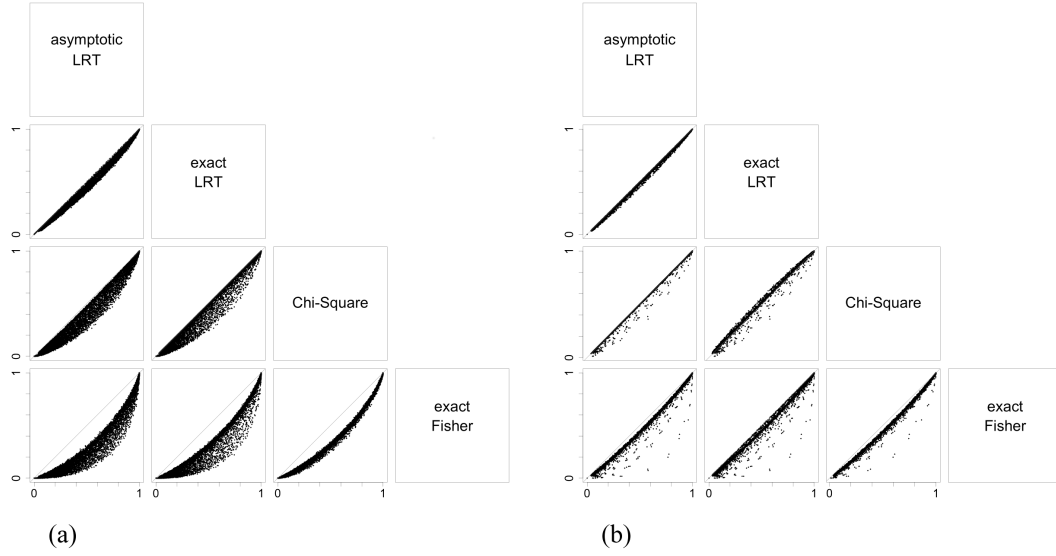 asymptotic
LRT
asymptotic
LRT
1
0
exact
LRT
1
0
exact
LRT
1
0
Chi-Square
1
0
Chi-Square
1
0
exact
Fisher
1
0
exact
Fisher
0 1 0 1 0 1
0 1 0 1 0 1
(a)
(b)